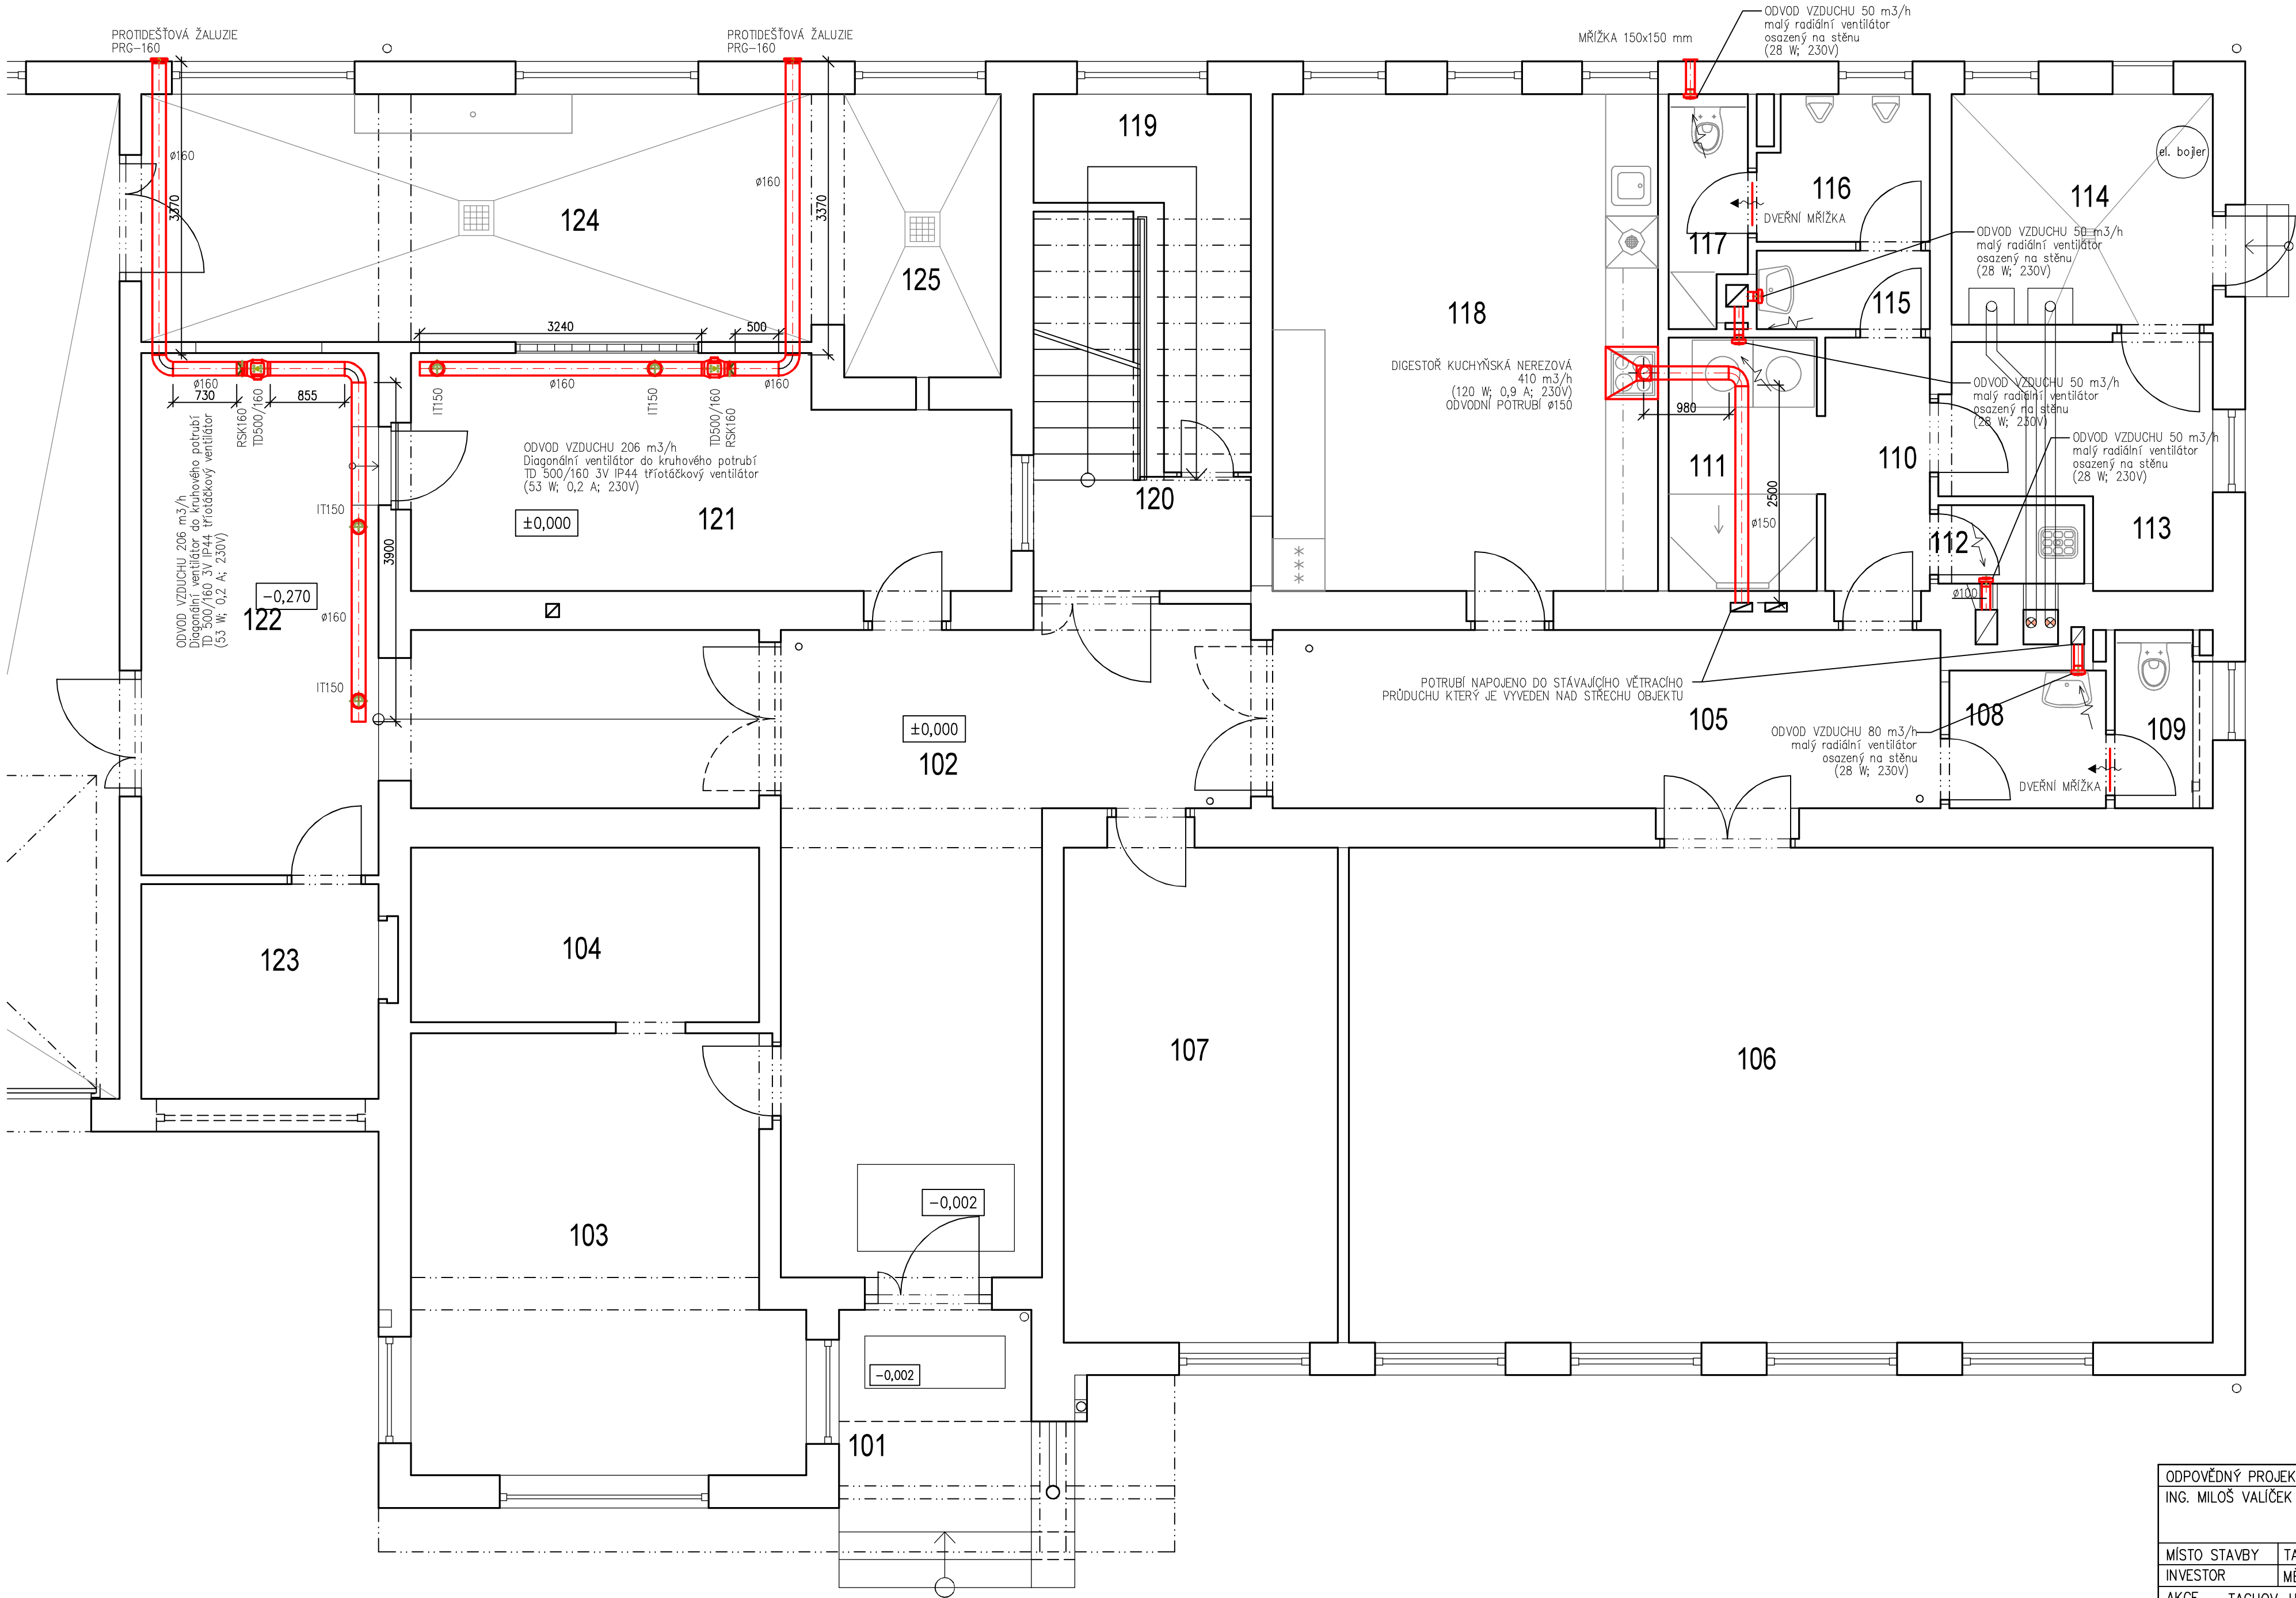 PROTIDEŠŤOVÁ ŽALUZIE
PRG-160
PROTIDEŠŤOVÁ ŽALUZIE
PRG-160
MŘÍŽKA 150x150 mm
ODVOD VZDUCHU 50 m3/h
malý radiální ventilátor
osazený na stěnu
(28 W; 230V)
119
ø160
3370
124
ø160
3370
125
118
117
116
DVEŘNÍ MŘÍŽKA
115
114
el. bojler
ODVOD VZDUCHU 50 m3/h
malý radiální ventilátor
osazený na stěnu
(28 W; 230V)
3240
500
ø160
730
855
RSK160
TD500/160
IT150
ø160
IT150
TD500/160
RSK160
ø160
DIGESTOŘ KUCHYŇSKÁ NEREZOVÁ
410 m3/h
(120 W; 0,9 A; 230V)
ODVODNÍ POTRUBÍ ø150
980
2500
ø150
111
110
ODVOD VZDUCHU 50 m3/h
malý radiální ventilátor
osazený na stěnu
(28 W; 230V)
ODVOD VZDUCHU 50 m3/h
malý radiální ventilátor
osazený na stěnu
(28 W; 230V)
ODVOD VZDUCHU 206 m3/h
Diagonální ventilátor do kruhového potrubí
TD 500/160 3V IP44 tříotáčkový ventilátor
(53 W; 0,2 A; 230V)
ODVOD VZDUCHU 206 m3/h
Diagonální ventilátor do kruhového potrubí
TD 500/160 3V IP44 tříotáčkový ventilátor
(53 W; 0,2 A; 230V)
±0,000
121
120
IT150
3900
-0,270
122
ø160
IT150
***
112
113
ø100
POTRUBÍ NAPOJENO DO STÁVAJÍCÍHO VĚTRACÍHO
PRŮDUCHU KTERÝ JE VYVEDEN NAD STŘECHU OBJEKTU
105
108
109
ODVOD VZDUCHU 80 m3/h
malý radiální ventilátor
osazený na stěnu
(28 W; 230V)
DVEŘNÍ MŘÍŽKA
±0,000
102
123
104
107
106
103
-0,002
-0,002
101
ODPOVĚDNÝ PROJEK
ING. MILOŠ VALÍČEK
MÍSTO STAVBY
TA
INVESTOR
MĚ
AKCE
TACHOV